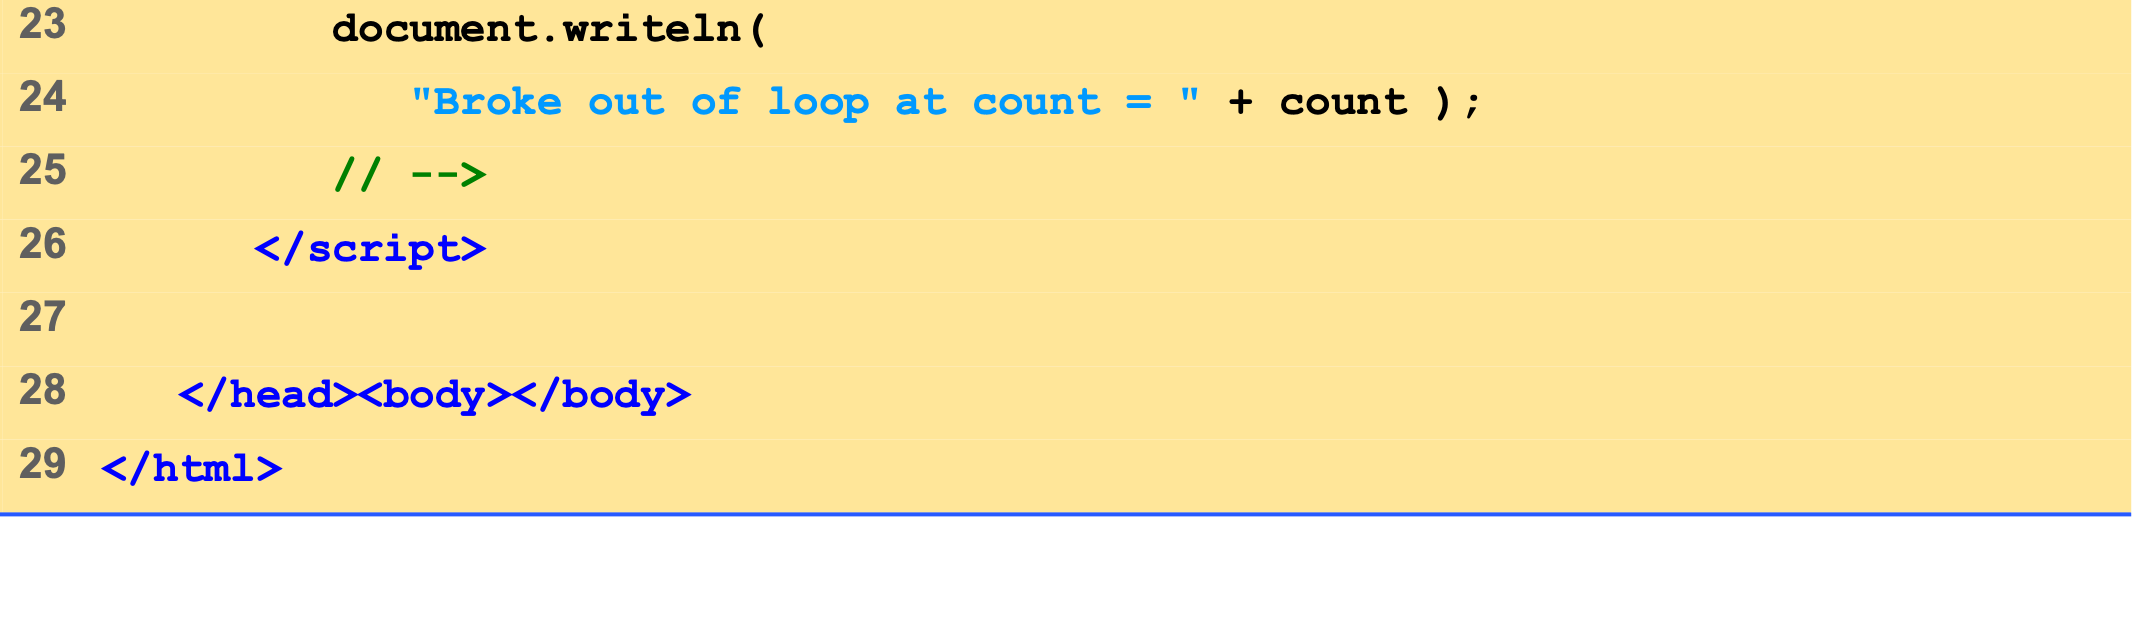 23 document.writeln(
24 "Broke out of loop at count = " + count );
25 // -->
26 </script>
27
28 </head><body></body>
29 </html>